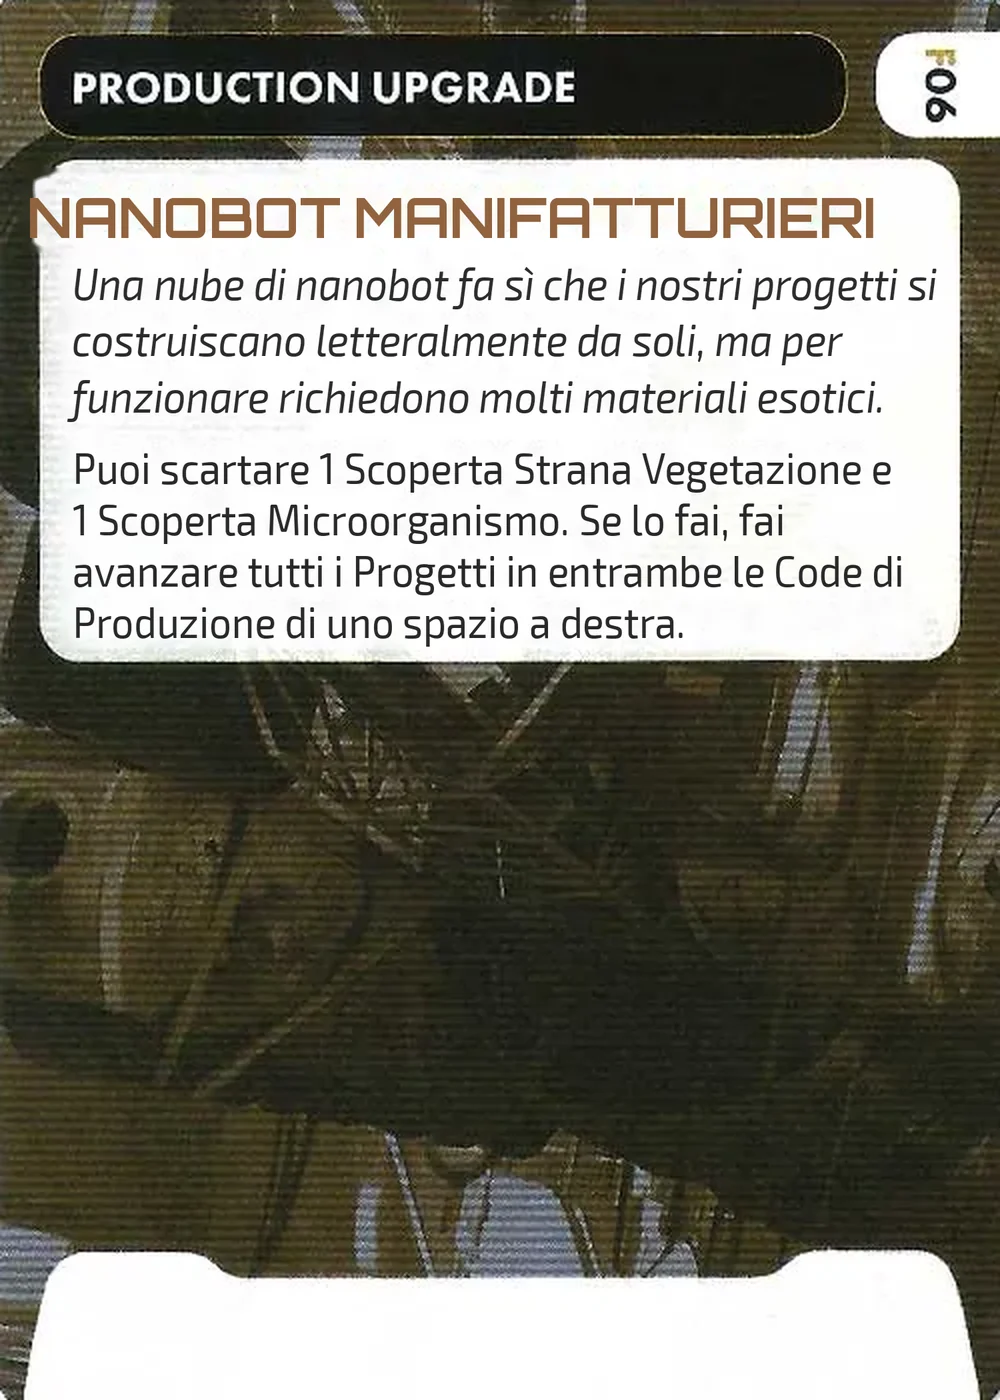 PRODUCTION UPGRADE
FF06
NANOBOT MANIFATTURIERI
Una nube di nanobot fa sì che i nostri progetti si
costruiscano letteralmente da soli, ma per
funzionare richiedono molti materiali esotici.
Puoi scartare 1 Scoperta Strana Vegetazione e
1 Scoperta Microorganismo. Se lo fai, fai
avanzare tutti i Progetti in entrambe le Code di
Produzione di uno spazio a destra.